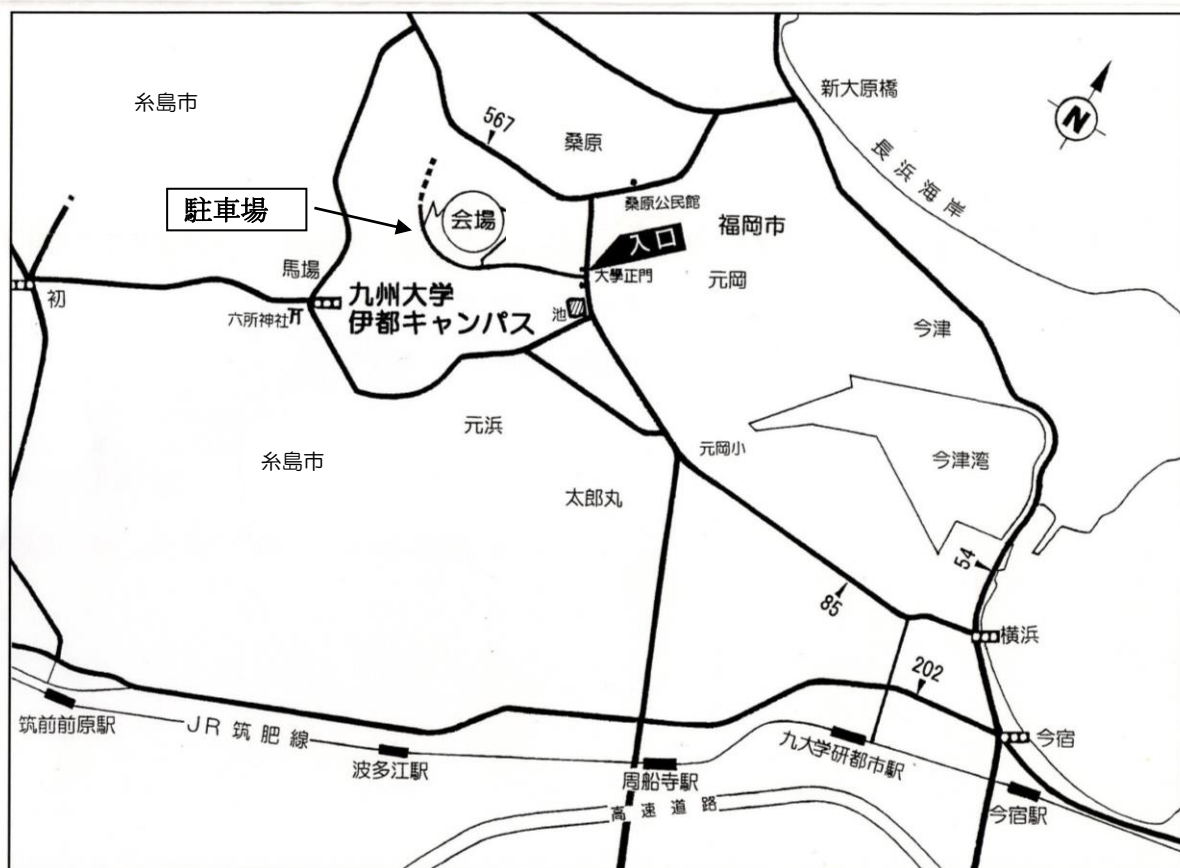 新大原橋
糸島市
N
567
桑原
長浜海岸
駐車場
会場
桑原公民館
福岡市
入口
大學正門
元岡
馬場
初
九州大学
伊都キャンパス
六所神社
池
今津
元浜
元岡小
今津湾
糸島市
太郎丸
54
85
横浜
202
筑前前原駅
JR筑肥線
波多江駅
周船寺駅
九大学研都市駅
今宿
高速道路
今宿駅